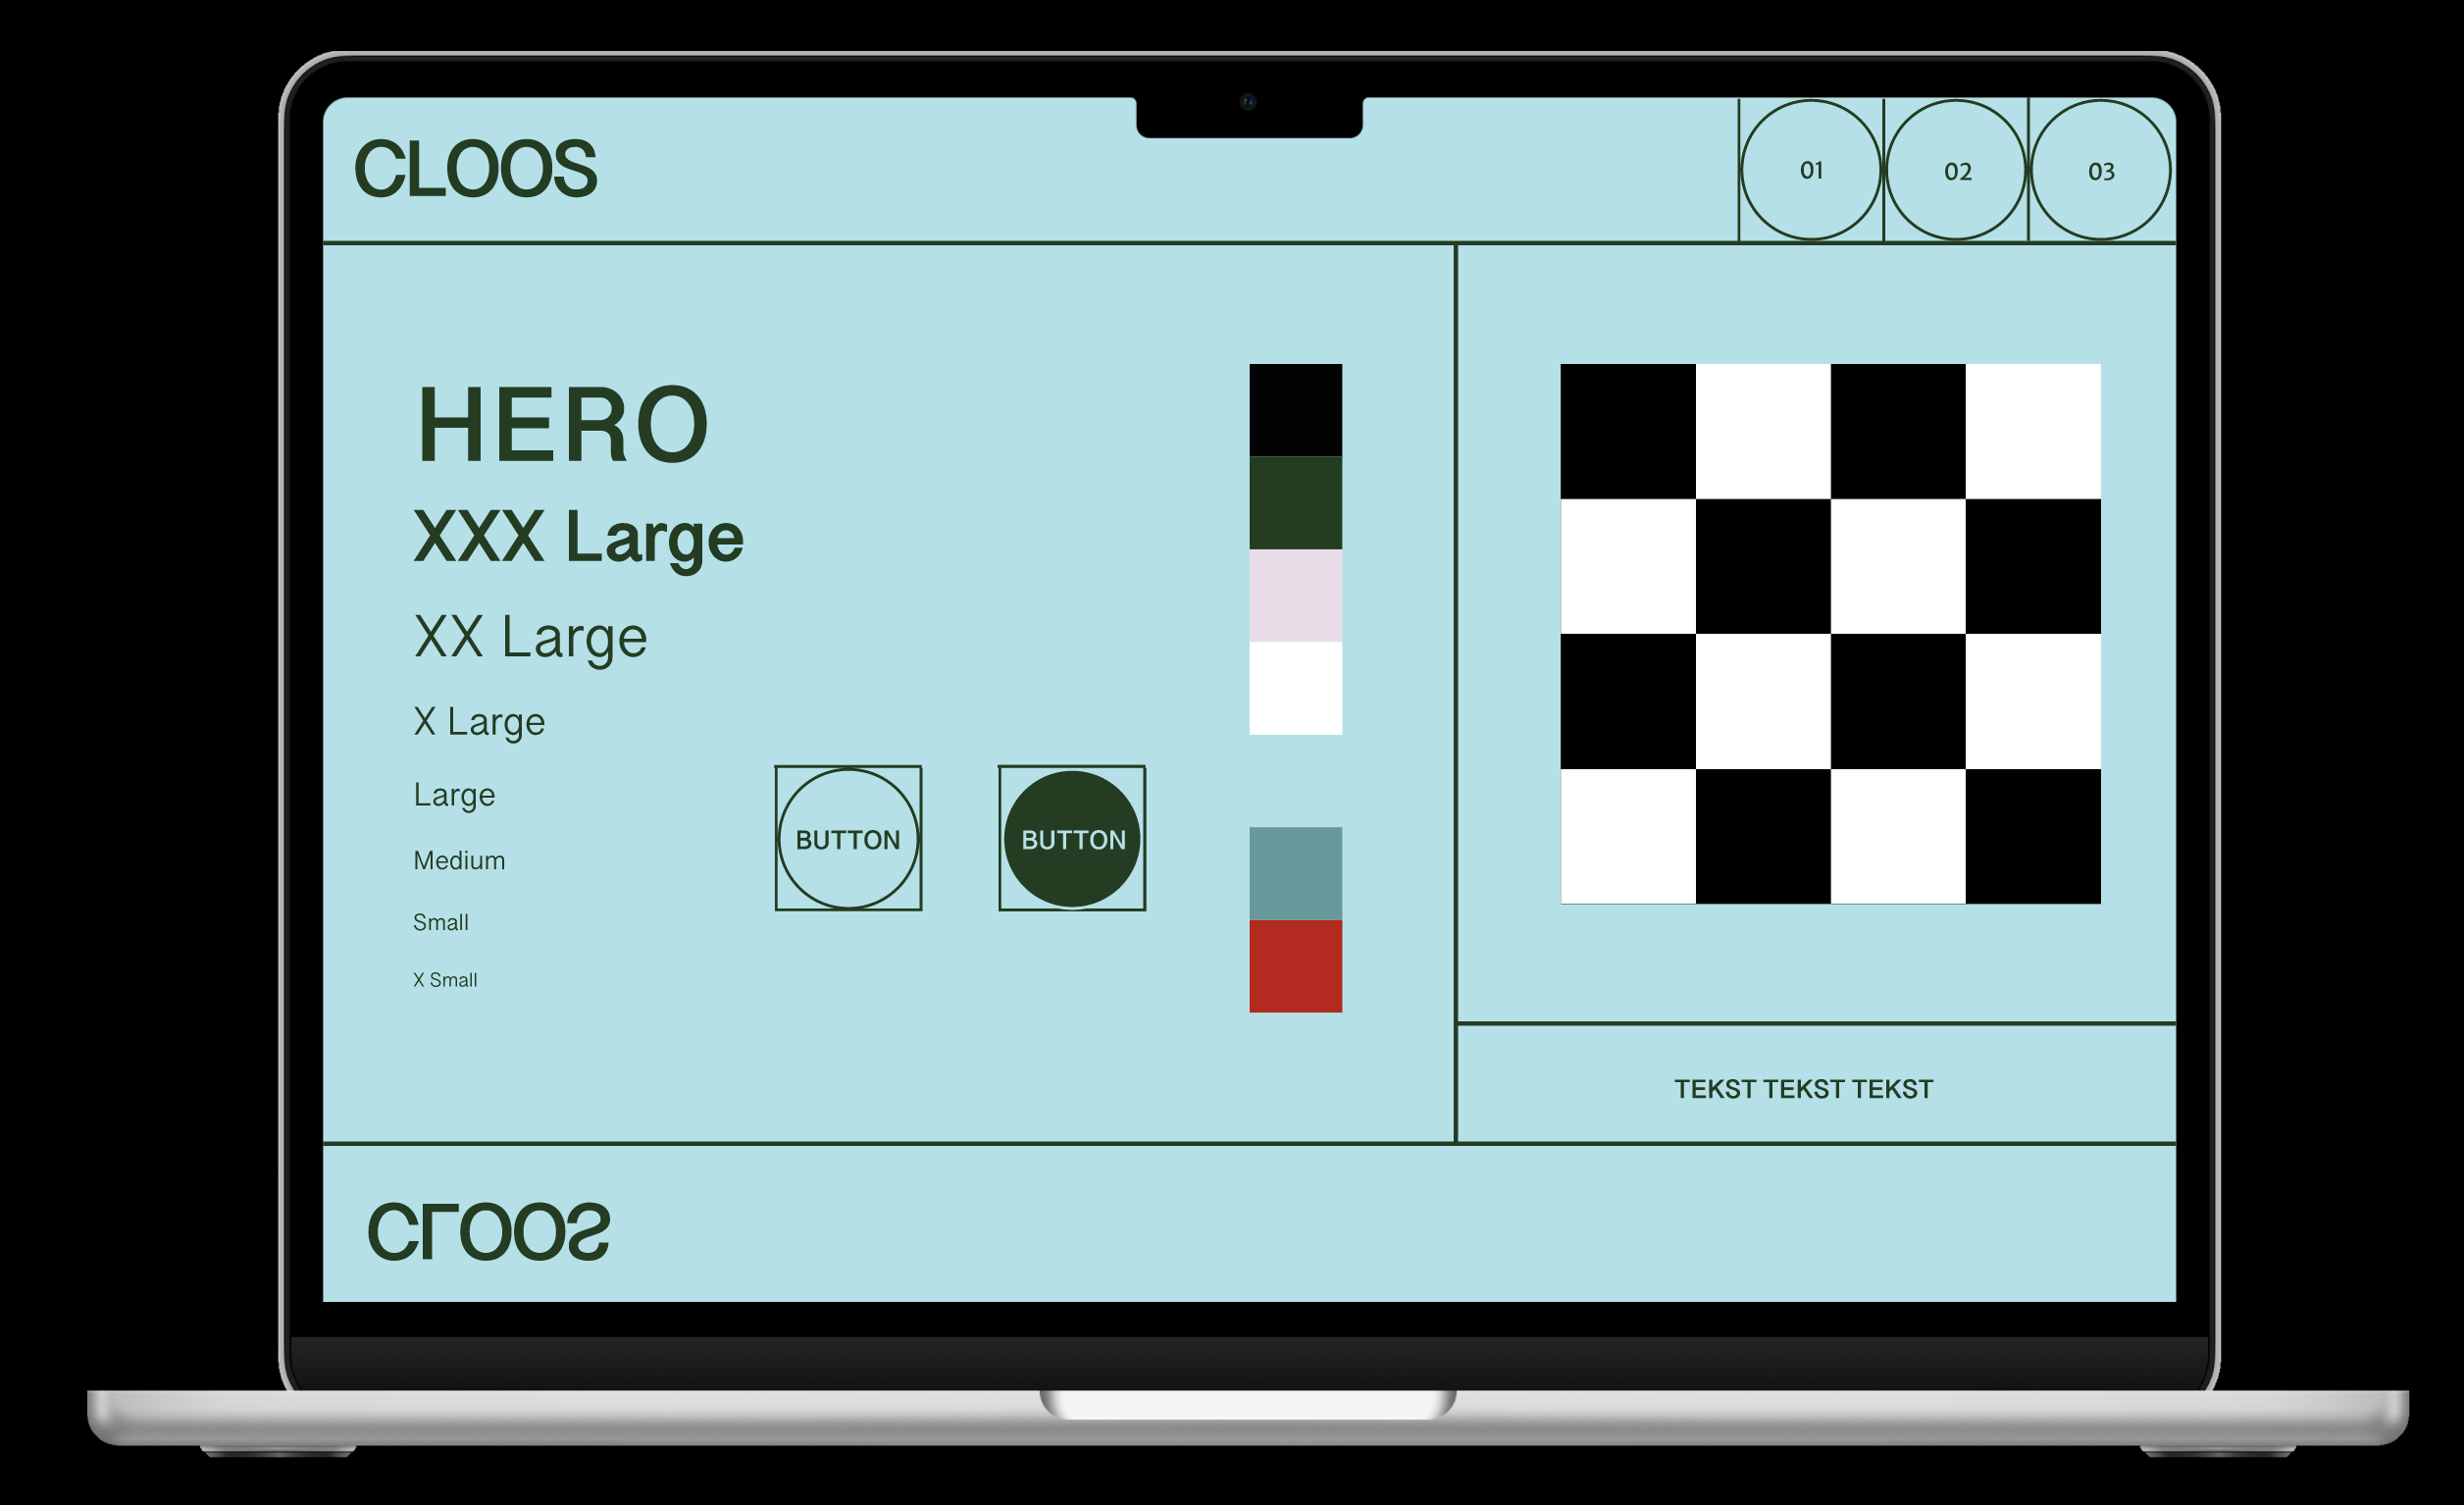 CLOOS
01
02
03
HERO
XXX Large
XX Large
X Large
Large
Medium
Small
X Small
BUTTON
BUTTON
TEKST TEKST TEKST
CLOOS